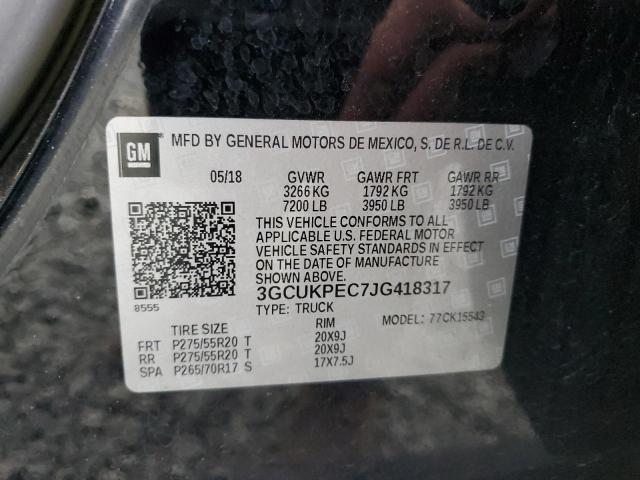 GM
MFD BY GENERAL MOTORS DE MEXICO, S. DE R.L. DE C.V.
05/18 GVWR GAWR FRT GAWR RR
3266 KG 1792 KG 1792 KG
7200 LB 3950 LB 3950 LB
THIS VEHICLE CONFORMS TO ALL
APPLICABLE U.S. FEDERAL MOTOR
VEHICLE SAFETY STANDARDS IN EFFECT
ON THE DATE OF MANUFACTURE
SHOWN ABOVE.
8555 3GCUKPEC7JG418317
TYPE: TRUCK MODEL: 77CK15543
TIRE SIZE RIM
FRT P275/55R20 T 20X9J
RR P275/55R20 T 20X9J
SPA P265/70R17 S 17X7.5J